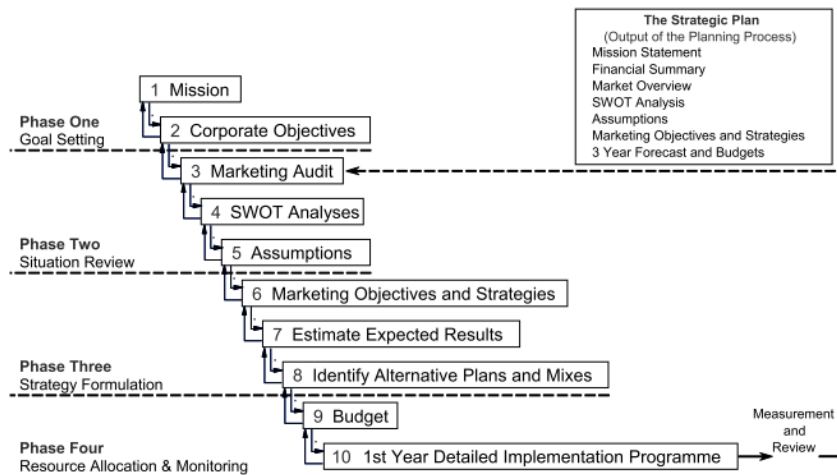 The Strategic Plan
(Output of the Planning Process)
Mission Statement
Financial Summary
Market Overview
SWOT Analysis
Assumptions
Marketing Objectives and Strategies
3 Year Forecast and Budgets
1 Mission
Phase One
Goal Setting
2 Corporate Objectives
3 Marketing Audit
4 SWOT Analyses
Phase Two
Situation Review
5 Assumptions
6 Marketing Objectives and Strategies
7 Estimate Expected Results
Phase Three
Strategy Formulation
8 Identify Alternative Plans and Mixes
9 Budget
Measurement
and
Review
Phase Four
Resource Allocation & Monitoring
10 1st Year Detailed Implementation Programme